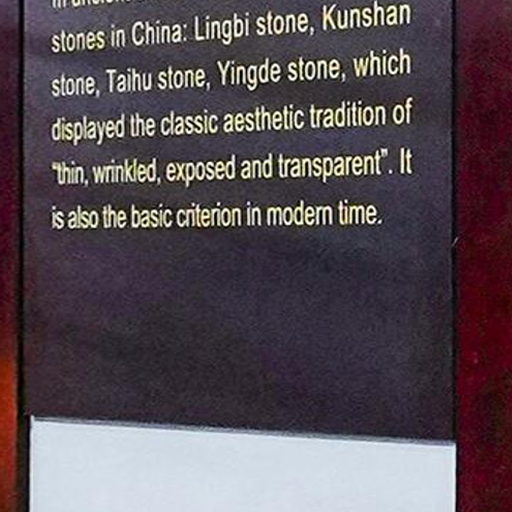 stones in China: Lingbi stone, Kunshan
stone, Taihu stone, Yingde stone, which
displayed the classic aesthetic tradition of
"thin, wrinkled, exposed and transparent". It
is also the basic criterion in modern time.